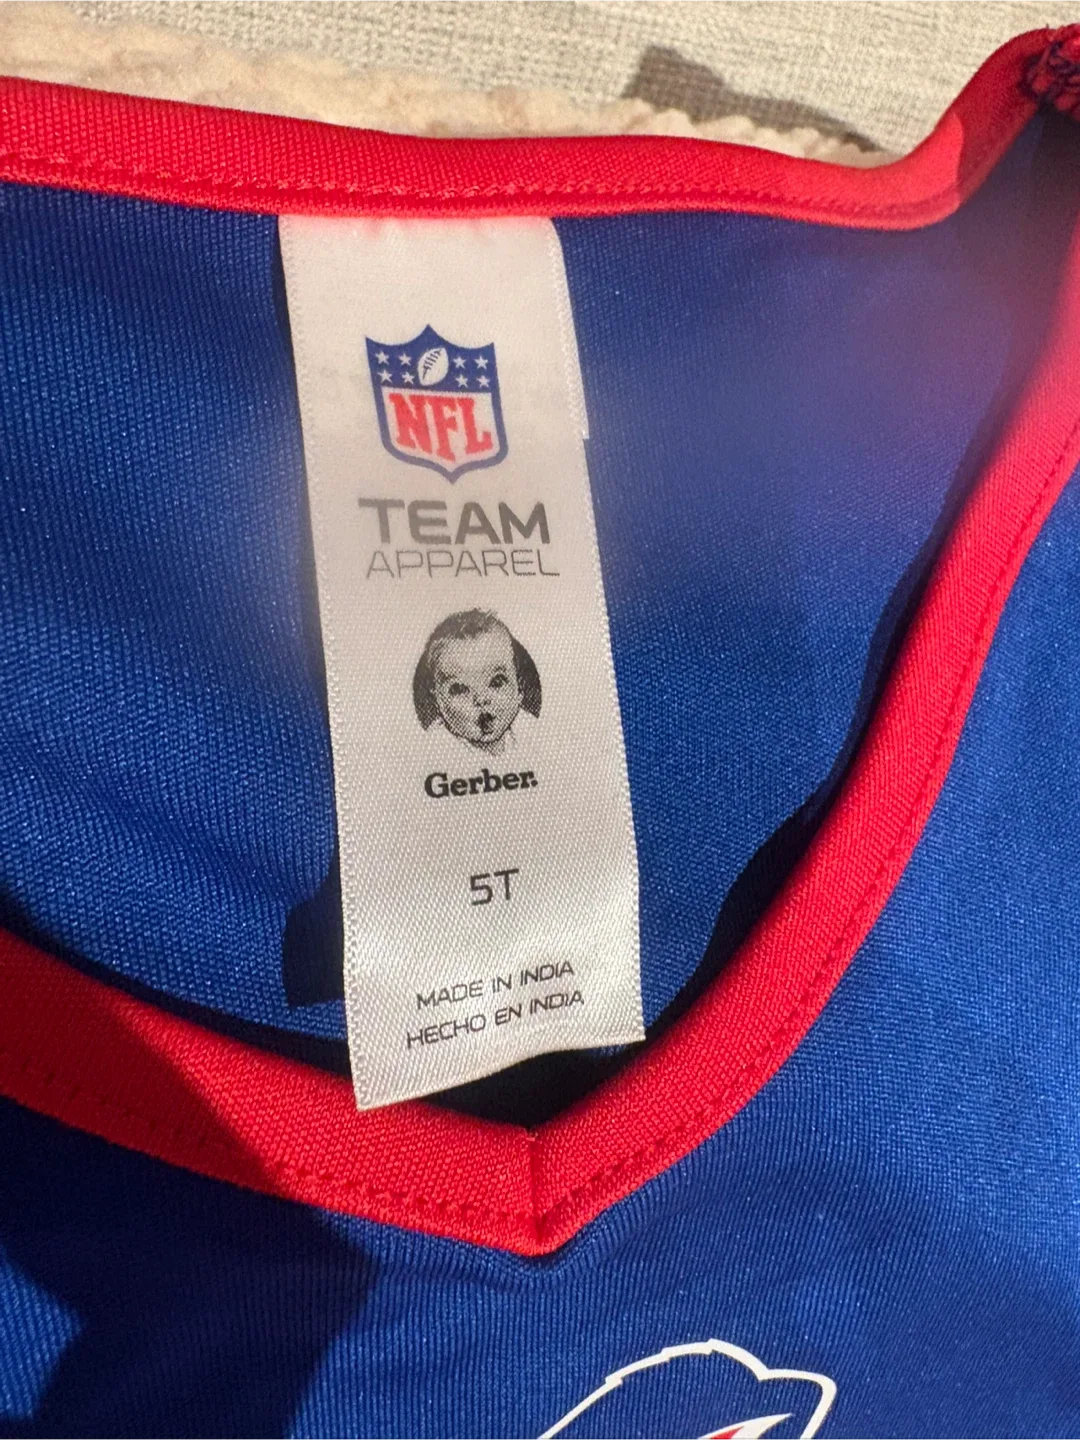 NFL
TEAM
APPAREL
Gerber.
5T
MADE IN INDIA
HECHO EN INDIA